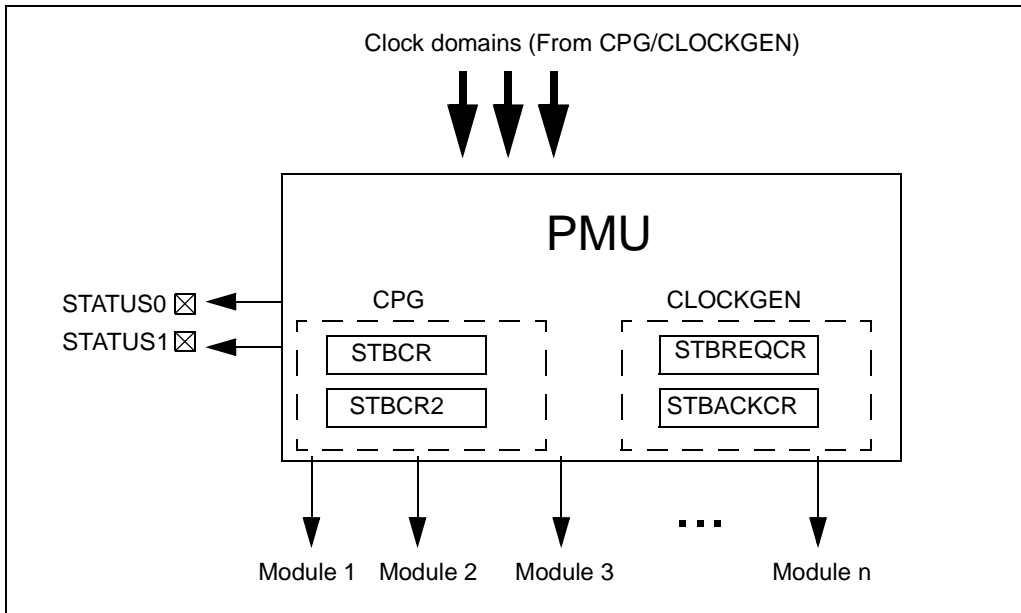 Clock domains (From CPG/CLOCKGEN)
PMU
STATUS0
STATUS1
CPG
STBCR
STBCR2
CLOCKGEN
STBREQCR
STBACKCR
Module 1
Module 2
Module 3
...
Module n